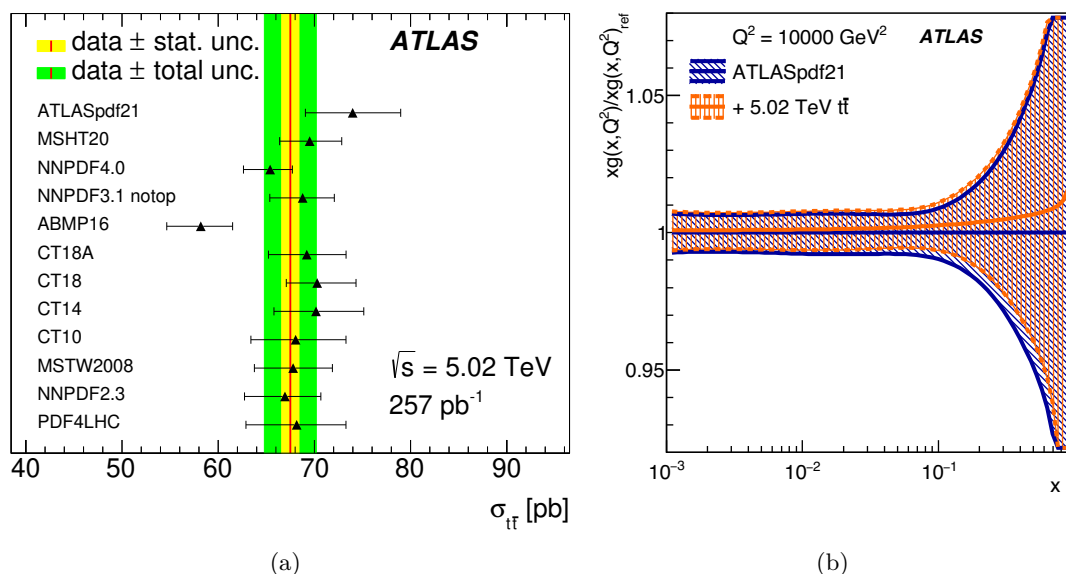 data ± stat. unc.
data ± total unc.
ATLAS
ATLASpdf21
MSHT20
NNPDF4.0
NNPDF3.1 notop
ABMP16
CT18A
CT18
CT14
CT10
MSTW2008
NNPDF2.3
PDF4LHC
√s = 5.02 TeV
257 pb⁻¹
40 50 60 70 80 90
σ_{tt̄} [pb]
(a)
xg(x,Q²)/xg(x,Q²)_{ref}
Q² = 10000 GeV² ATLAS
ATLASpdf21
+ 5.02 TeV tt̄
1.05
1
0.95
10⁻³ 10⁻² 10⁻¹
x
(b)